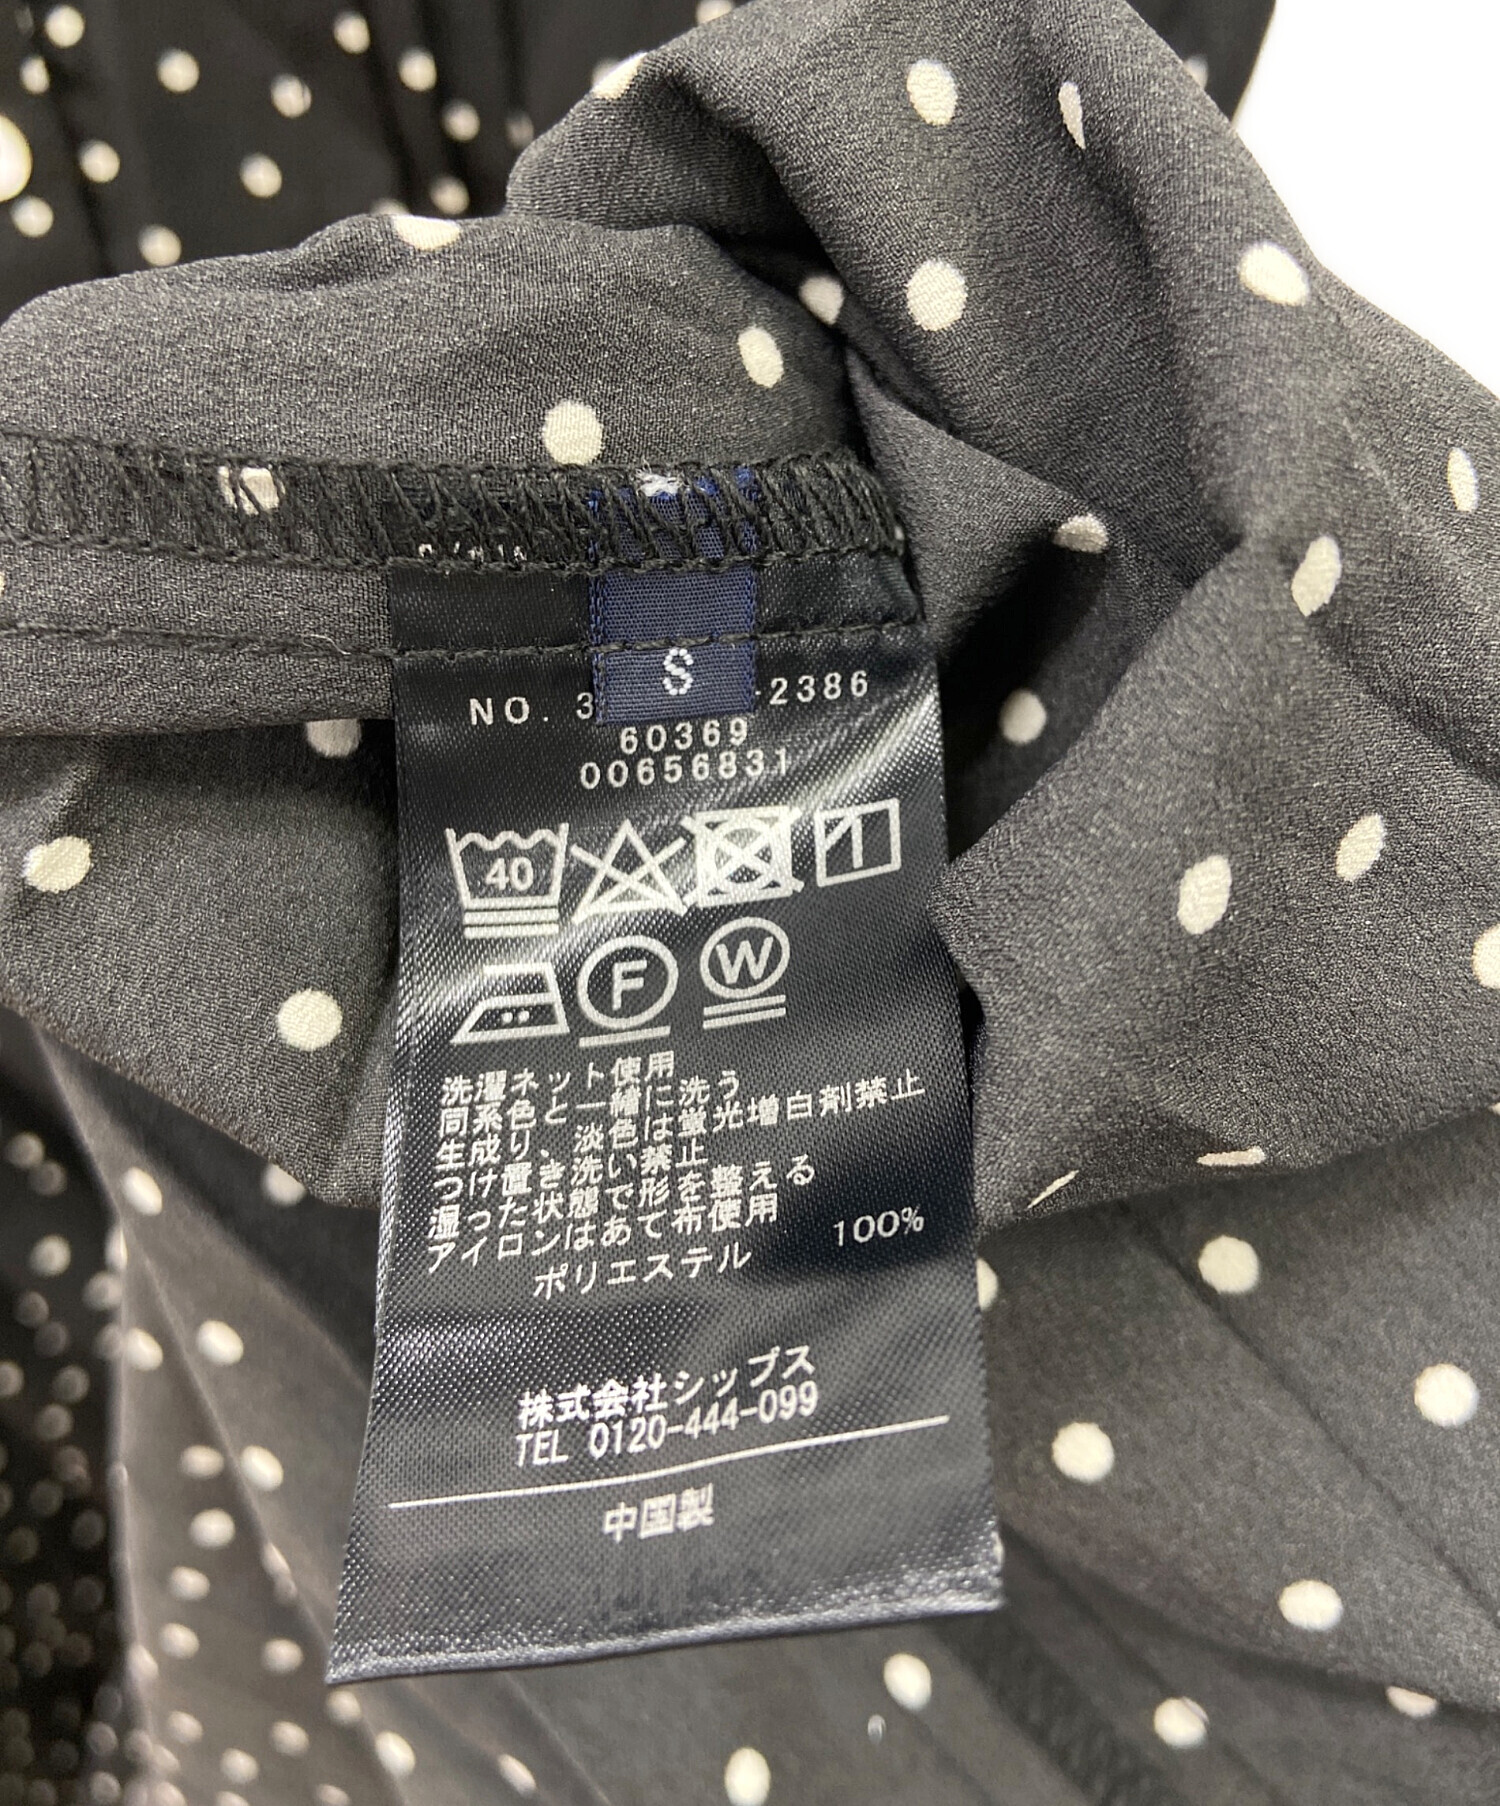 S
NO. 3 -2386
60369
00656831
40
F W
洗濯ネット使用
同系色と一緒に洗う
生成り、淡色は蛍光増白剤禁止
つけ置き洗い禁止
湿った状態で形を整える
アイロンはあて布使用
ポリエステル 100%
株式会社シップス
TEL 0120-444-099
中国製